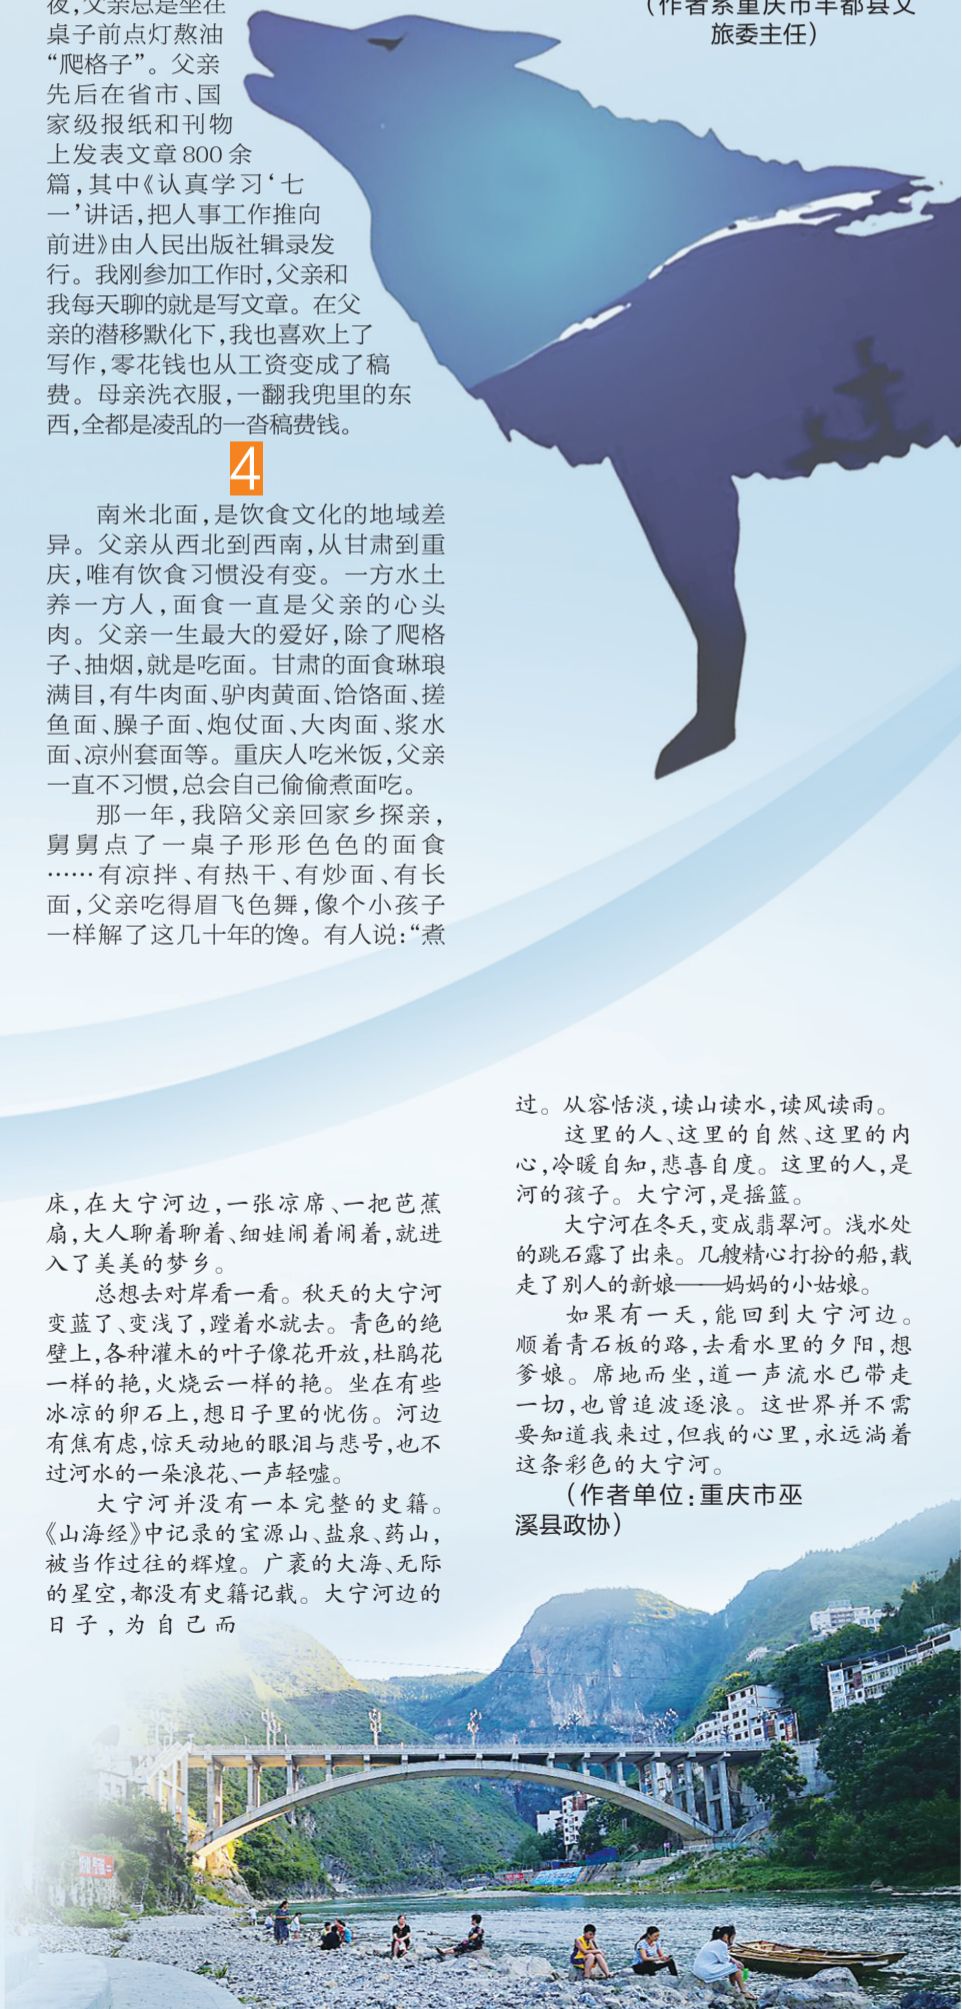 夜,父亲总是坐在
桌子前点灯熬油
“爬格子”。父亲
先后在省市、国
家级报纸和刊物
上发表文章800余
篇,其中《认真学习‘七
一’讲话,把人事工作推向
前进》由人民出版社辑录发
行。我刚参加工作时,父亲和
我每天聊的就是写文章。在父
亲的潜移默化下,我也喜欢上了
写作,零花钱也从工资变成了稿
费。母亲洗衣服,一翻我兜里的东
西,全都是凌乱的一沓稿费钱。
4
南米北面,是饮食文化的地域差
异。父亲从西北到西南,从甘肃到重
庆,唯有饮食习惯没有变。一方水土
养一方人,面食一直是父亲的心头
肉。父亲一生最大的爱好,除了爬格
子、抽烟,就是吃面。甘肃的面食琳琅
满目,有牛肉面、驴肉黄面、饸饹面、搓
鱼面、臊子面、炮仗面、大肉面、浆水
面、凉州套面等。重庆人吃米饭,父亲
一直不习惯,总会自己偷偷煮面吃。
那一年,我陪父亲回家乡探亲,
舅舅点了一桌子形形色色的面食
……有凉拌、有热干、有炒面、有长
面,父亲吃得眉飞色舞,像个小孩子
一样解了这几十年的馋。有人说:“煮
(作者系重庆市丰都县文
旅委主任)
床,在大宁河边,一张凉席、一把芭蕉
扇,大人聊着聊着、细娃闹着闹着,就进
入了美美的梦乡。
总想去对岸看一看。秋天的大宁河
变蓝了、变浅了,蹚着水就去。青色的绝
壁上,各种灌木的叶子像花开放,杜鹃花
一样的艳,火烧云一样的艳。坐在有些
冰凉的卵石上,想日子里的忧伤。河边
有焦有虑,惊天动地的眼泪与悲号,也不
过河水的一朵浪花、一声轻嘘。
大宁河并没有一本完整的史籍。
《山海经》中记录的宝源山、盐泉、药山,
被当作过往的辉煌。广袤的大海、无际
的星空,都没有史籍记载。大宁河边的
日子,为自己而
过。从容恬淡,读山读水,读风读雨。
这里的人、这里的自然、这里的内
心,冷暖自知,悲喜自度。这里的人,是
河的孩子。大宁河,是摇篮。
大宁河在冬天,变成翡翠河。浅水处
的跳石露了出来。几艘精心打扮的船,载
走了别人的新娘——妈妈的小姑娘。
如果有一天,能回到大宁河边。
顺着青石板的路,去看水里的夕阳,想
爹娘。席地而坐,道一声流水已带走
一切,也曾追波逐浪。这世界并不需
要知道我来过,但我的心里,永远淌着
这条彩色的大宁河。
(作者单位:重庆市巫
溪县政协)